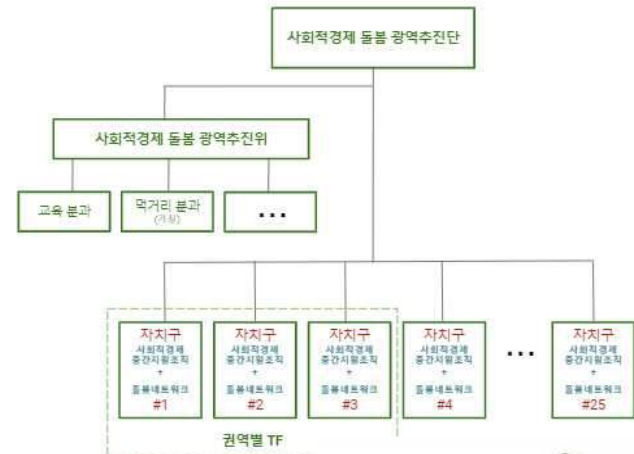 사회적경제 돌봄 광역추진단
사회적경제 돌봄 광역추진위
교육 분과
먹거리 분과
(가칭)
...
자치구
사회적경제
중간지원조직
+
돌봄네트워크
#1
자치구
사회적경제
중간지원조직
+
돌봄네트워크
#2
자치구
사회적경제
중간지원조직
+
돌봄네트워크
#3
자치구
사회적경제
중간지원조직
+
돌봄네트워크
#4
...
자치구
사회적경제
중간지원조직
+
돌봄네트워크
#25
권역별 TF